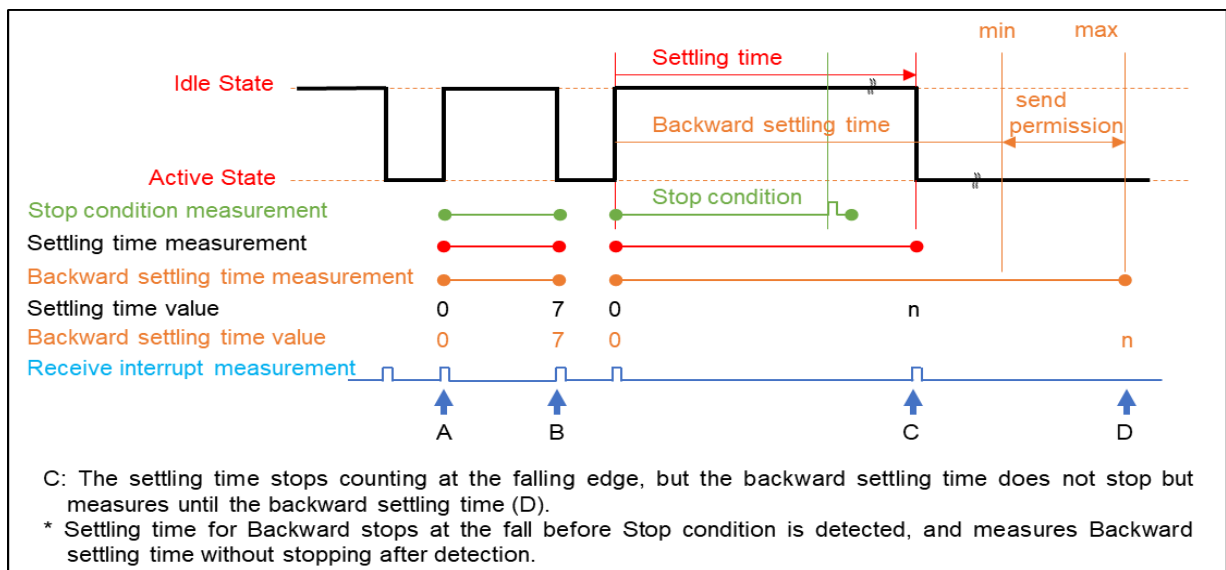 min max
Settling time
Idle State
send
Backward settling time permission
Active State
Stop condition measurement Stop condition
Settling time measurement
Backward settling time measurement
Settling time value 0 7 0 n
Backward settling time value 0 7 0 n
Receive interrupt measurement
A B C D
C: The settling time stops counting at the falling edge, but the backward settling time does not stop but
measures until the backward settling time (D).
* Settling time for Backward stops at the fall before Stop condition is detected, and measures Backward
settling time without stopping after detection.